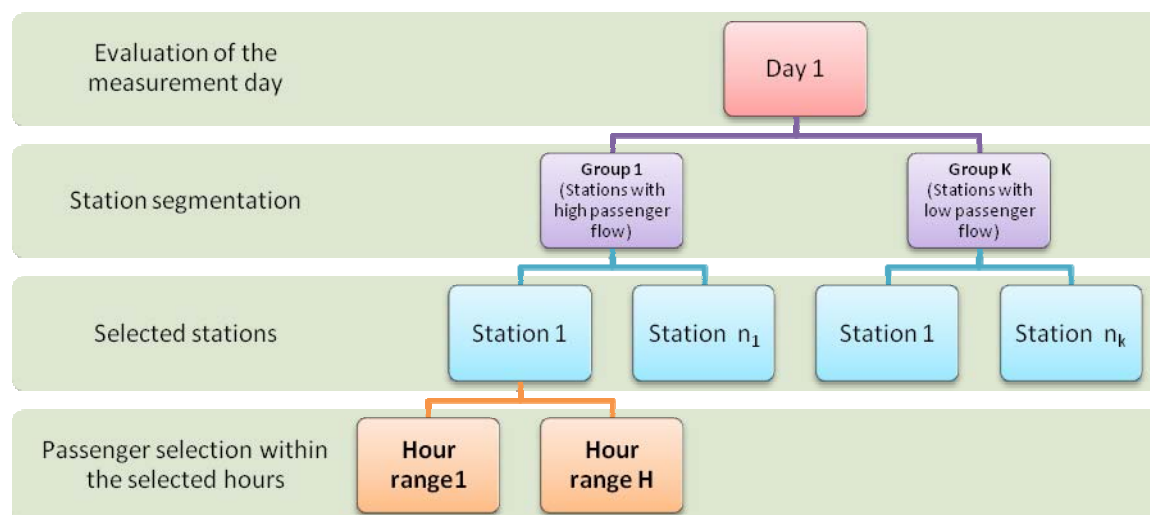 Evaluation of the
measurement day
Day 1
Station segmentation
Group 1
(Stations with
high passenger
flow)
Group K
(Stations with
low passenger
flow)
Selected stations
Station 1
Station n₁
Station 1
Station nₖ
Passenger selection within
the selected hours
Hour
range1
Hour
range H